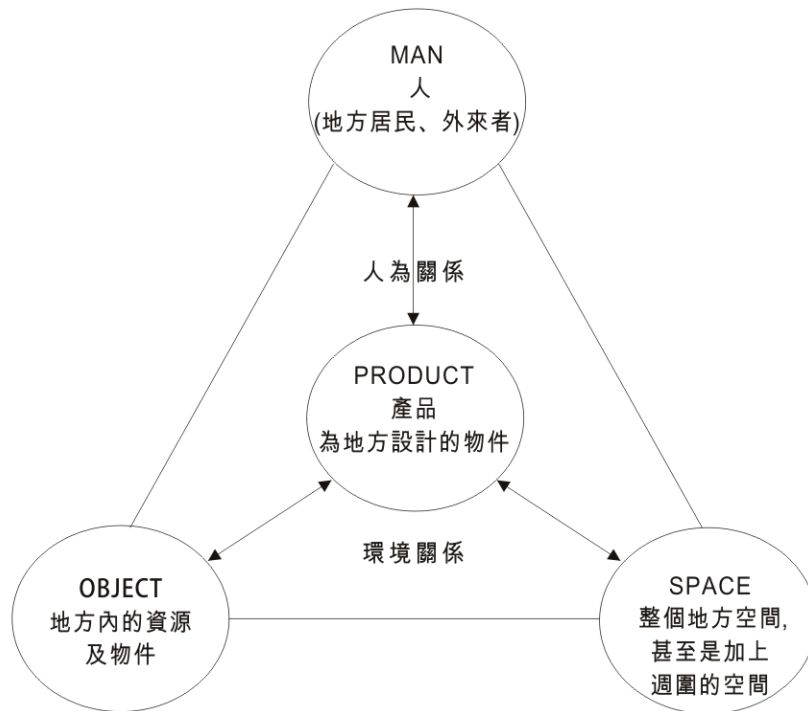 MAN
人
(地方居民、外來者)
人為關係
PRODUCT
產品
為地方設計的物件
環境關係
OBJECT
地方內的資源
及物件
SPACE
整個地方空間,
甚至是加上
週圍的空間